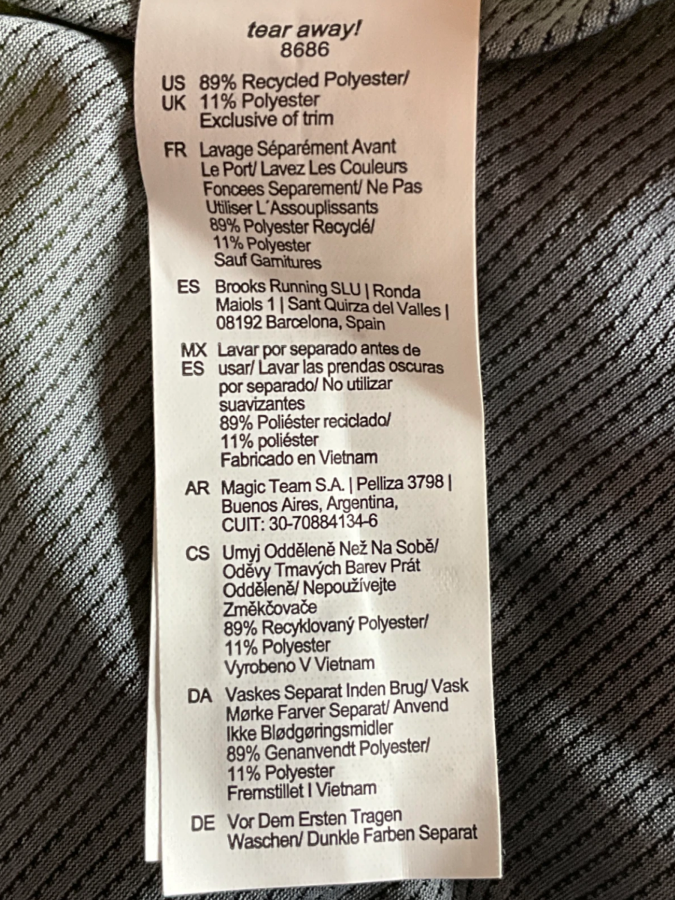 tear away!
8686
US 89% Recycled Polyester/
UK 11% Polyester
Exclusive of trim
FR Lavage Séparément Avant
Le Port/ Lavez Les Couleurs
Foncees Separement/ Ne Pas
Utiliser L´Assouplissants
89% Polyester Recyclé/
11% Polyester
Sauf Garnitures
ES Brooks Running SLU | Ronda
Maiols 1 | Sant Quirza del Valles |
08192 Barcelona, Spain
MX Lavar por separado antes de
ES usar/ Lavar las prendas oscuras
por separado/ No utilizar
suavizantes
89% Poliéster reciclado/
11% poliéster
Fabricado en Vietnam
AR Magic Team S.A. | Pelliza 3798 |
Buenos Aires, Argentina,
CUIT: 30-70884134-6
CS Umyj Odděleně Než Na Sobě/
Oděvy Tmavých Barev Prát
Odděleně/ Nepoužívejte
Změkčovače
89% Recyklovaný Polyester/
11% Polyester
Vyrobeno V Vietnam
DA Vaskes Separat Inden Brug/ Vask
Mørke Farver Separat/ Anvend
Ikke Blødgøringsmidler
89% Genanvendt Polyester/
11% Polyester
Fremstillet I Vietnam
DE Vor Dem Ersten Tragen
Waschen/ Dunkle Farben Separat